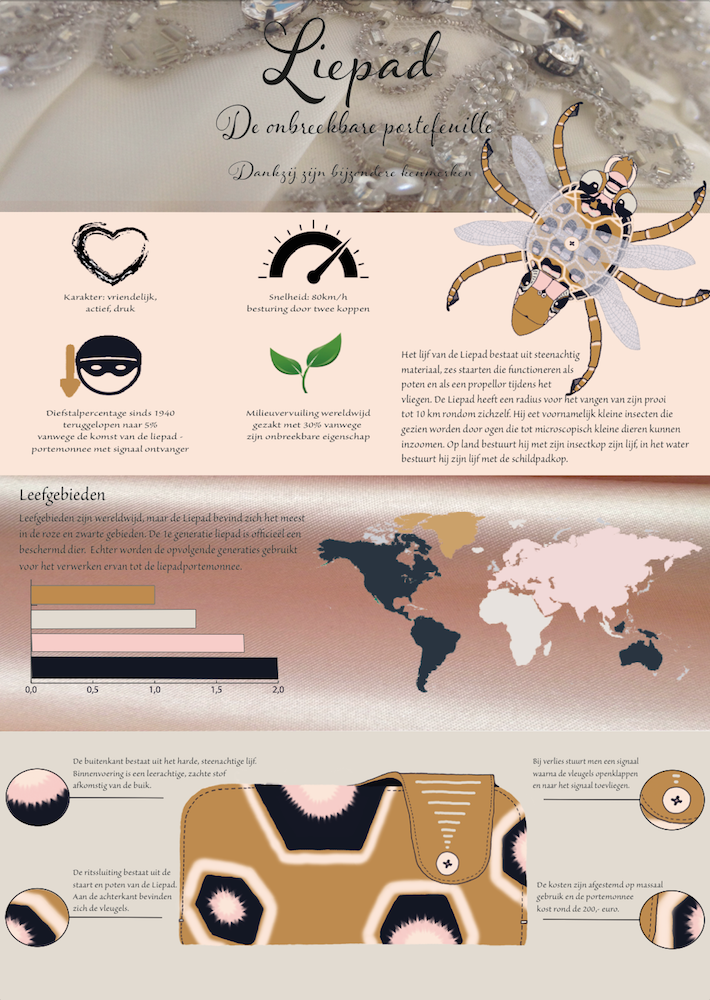 Liepad
De onbreekbare portefeuille
Dankzij zijn bijzondere kenmerken
Karakter: vriendelijk,
actief, druk
Snelheid: 80km/h
besturing door twee koppen
Diefstalpercentage sinds 1940
teruggelopen naar 5%
vanwege de komst van de liepad -
portemonnee met signaal ontvanger
Milieuvervuiling wereldwijd
gezakt met 30% vanwege
zijn onbreekbare eigenschap
Het lijf van de Liepad bestaat uit steenachtig
materiaal, zes staarten die functioneren als
poten en als een propellor tijdens het
vliegen. De Liepad heeft een radius voor het vangen van zijn prooi
tot 10 km rondom zichzelf. Hij eet voornamelijk kleine insecten die
gezien worden door ogen die tot microscopisch kleine dieren kunnen
inzoomen. Op land bestuurt hij met zijn insectkop zijn lijf, in het water
bestuurt hij zijn lijf met de schildpadkop.
Leefgebieden
Leefgebieden zijn wereldwijd, maar de Liepad bevind zich het meest
in de roze en zwarte gebieden. De 1e generatie liepad is officieël een
beschermd dier. Echter worden de opvolgende generaties gebruikt
voor het verwerken ervan tot de liepadportemonnee.
0,0 0,5 1,0 1,5 2,0
De buitenkant bestaat uit het harde, steenachtige lijf.
Binnenvoering is een leerachtige, zachte stof
afkomstig van de buik.
Bij verlies stuurt men een signaal
waarna de vleugels openklappen
en naar het signaal toevliegen.
De ritssluiting bestaat uit de
staart en poten van de Liepad.
Aan de achterkant bevinden
zich de vleugels.
De kosten zijn afgestemd op massaal
gebruik en de portemonnee
kost rond de 200,- euro.